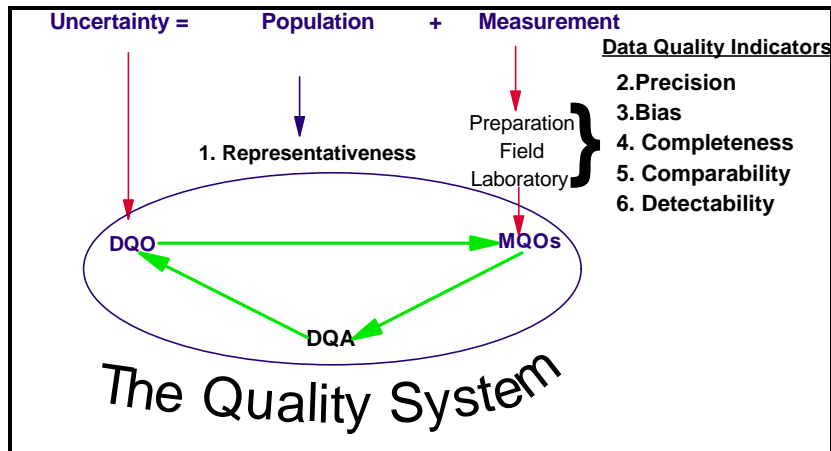 Uncertainty = Population + Measurement
Data Quality Indicators
2.Precision
3.Bias
4. Completeness
5. Comparability
6. Detectability
Preparation
Field
Laboratory
1. Representativeness
DQO
MQOs
DQA
The Quality System